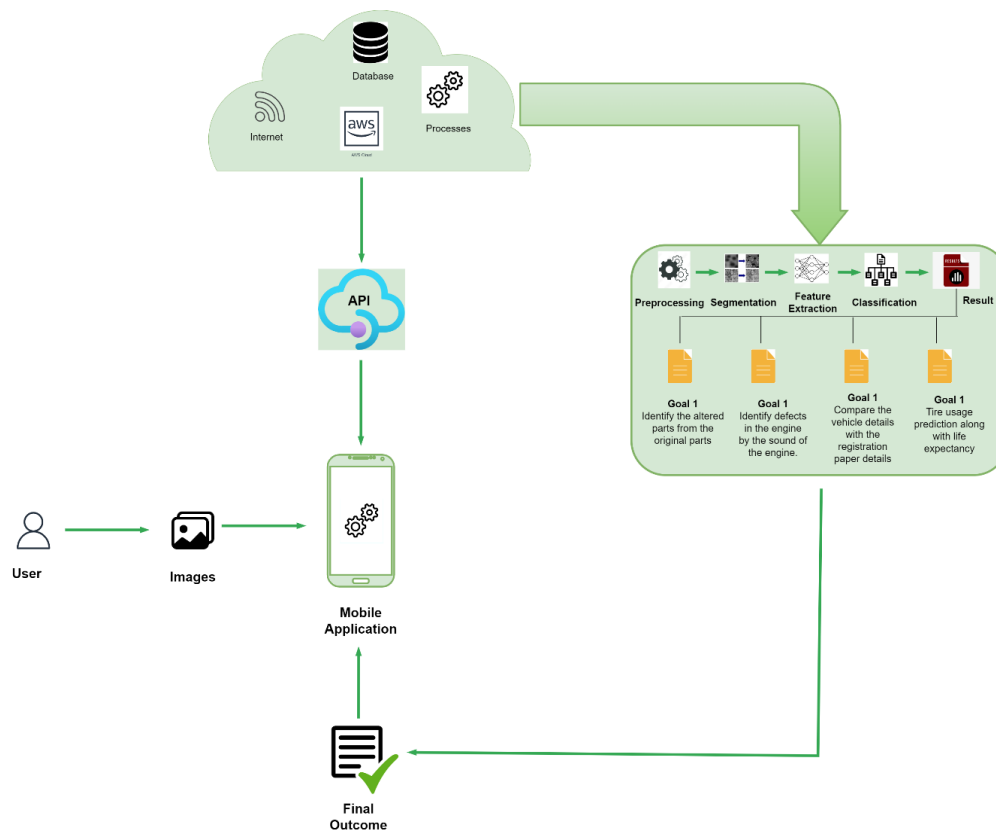 Database
Internet
aws
Processes
API
Preprocessing
Segmentation
Feature
Extraction
Classification
Result
Goal 1
Identify the altered
parts from the
original parts
Goal 1
Identify defects
in the engine
by the sound of
the engine.
Goal 1
Compare the
vehicle details
with the
registration
paper details
Goal 1
Tire usage
prediction along
with life
expectancy
User
Images
Mobile
Application
Final
Outcome